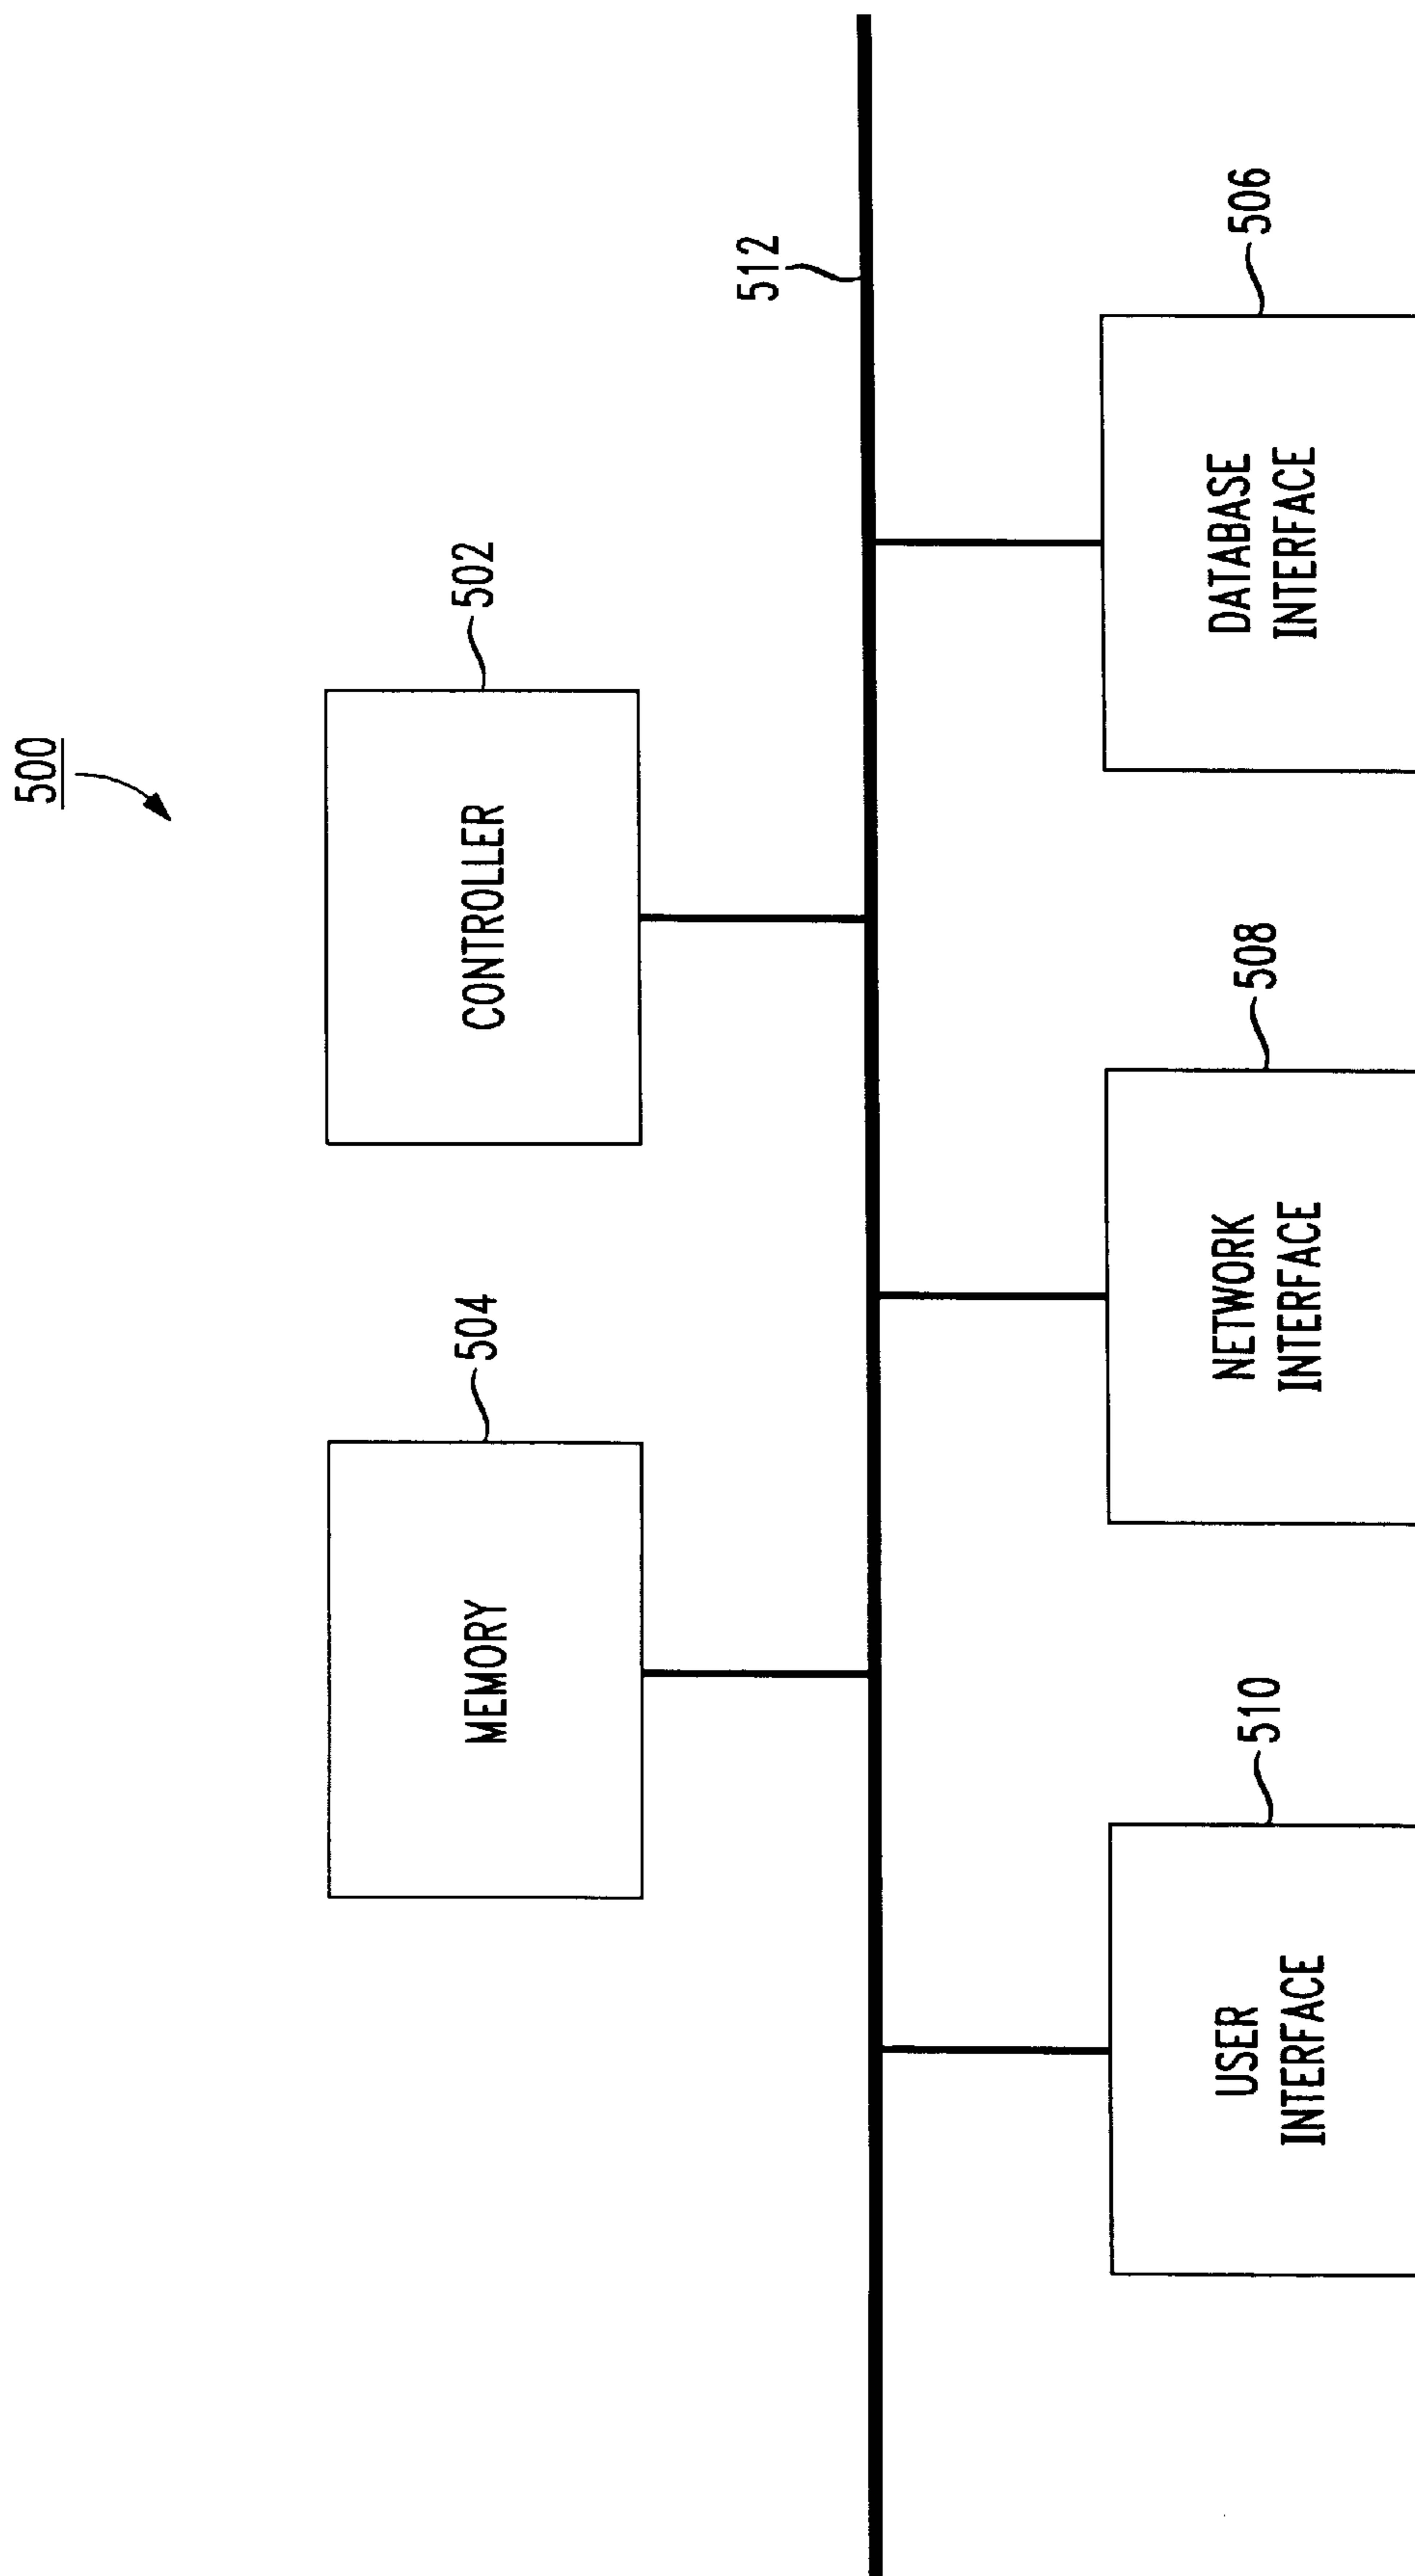 500
MEMORY
504
CONTROLLER
502
512
USER
INTERFACE
510
NETWORK
INTERFACE
508
DATABASE
INTERFACE
506